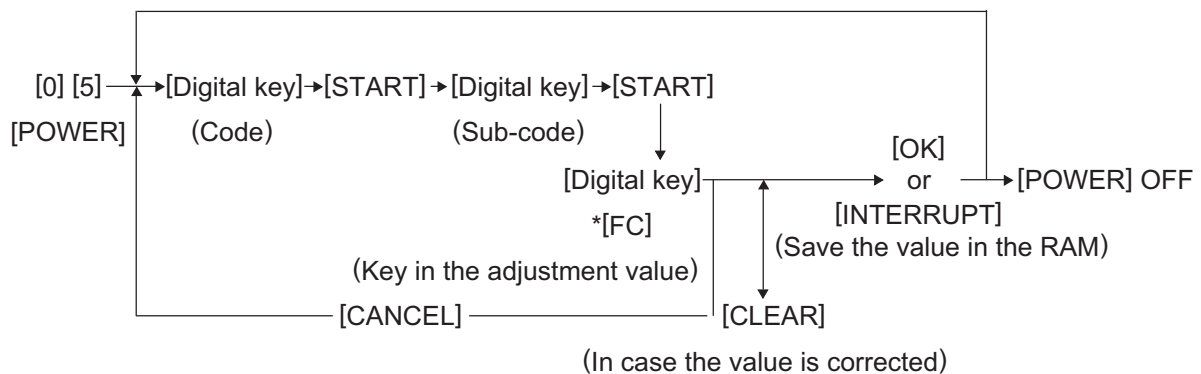 [0] [5] [Digital key] [START] [Digital key] [START]
[POWER] (Code) (Sub-code)
[OK]
[Digital key] or [POWER] OFF
*[FC] [INTERRUPT]
(Save the value in the RAM)
(Key in the adjustment value)
[CANCEL] [CLEAR]
(In case the value is corrected)